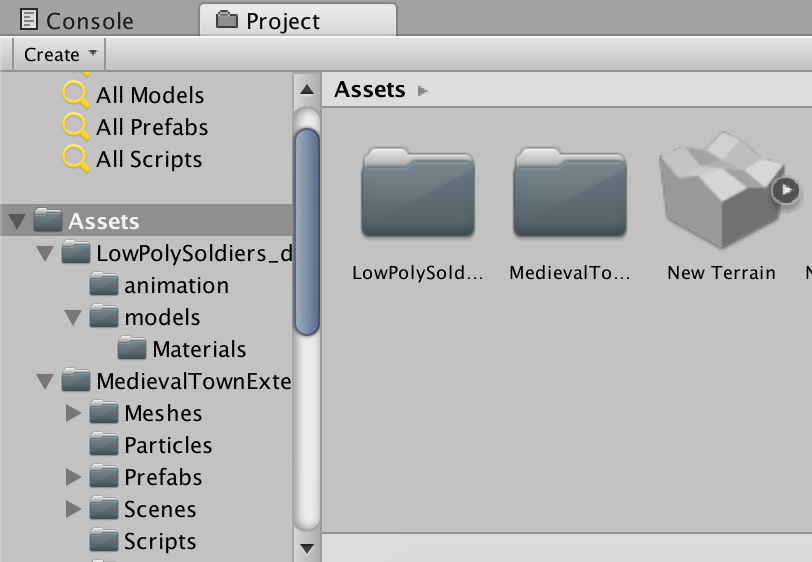 Console
Project
Create
All Models
All Prefabs
All Scripts
Assets
LowPolySoldiers_d
animation
models
Materials
MedievalTownExte
Meshes
Particles
Prefabs
Scenes
Scripts
Assets
LowPolySold...
MedievalTo...
New Terrain